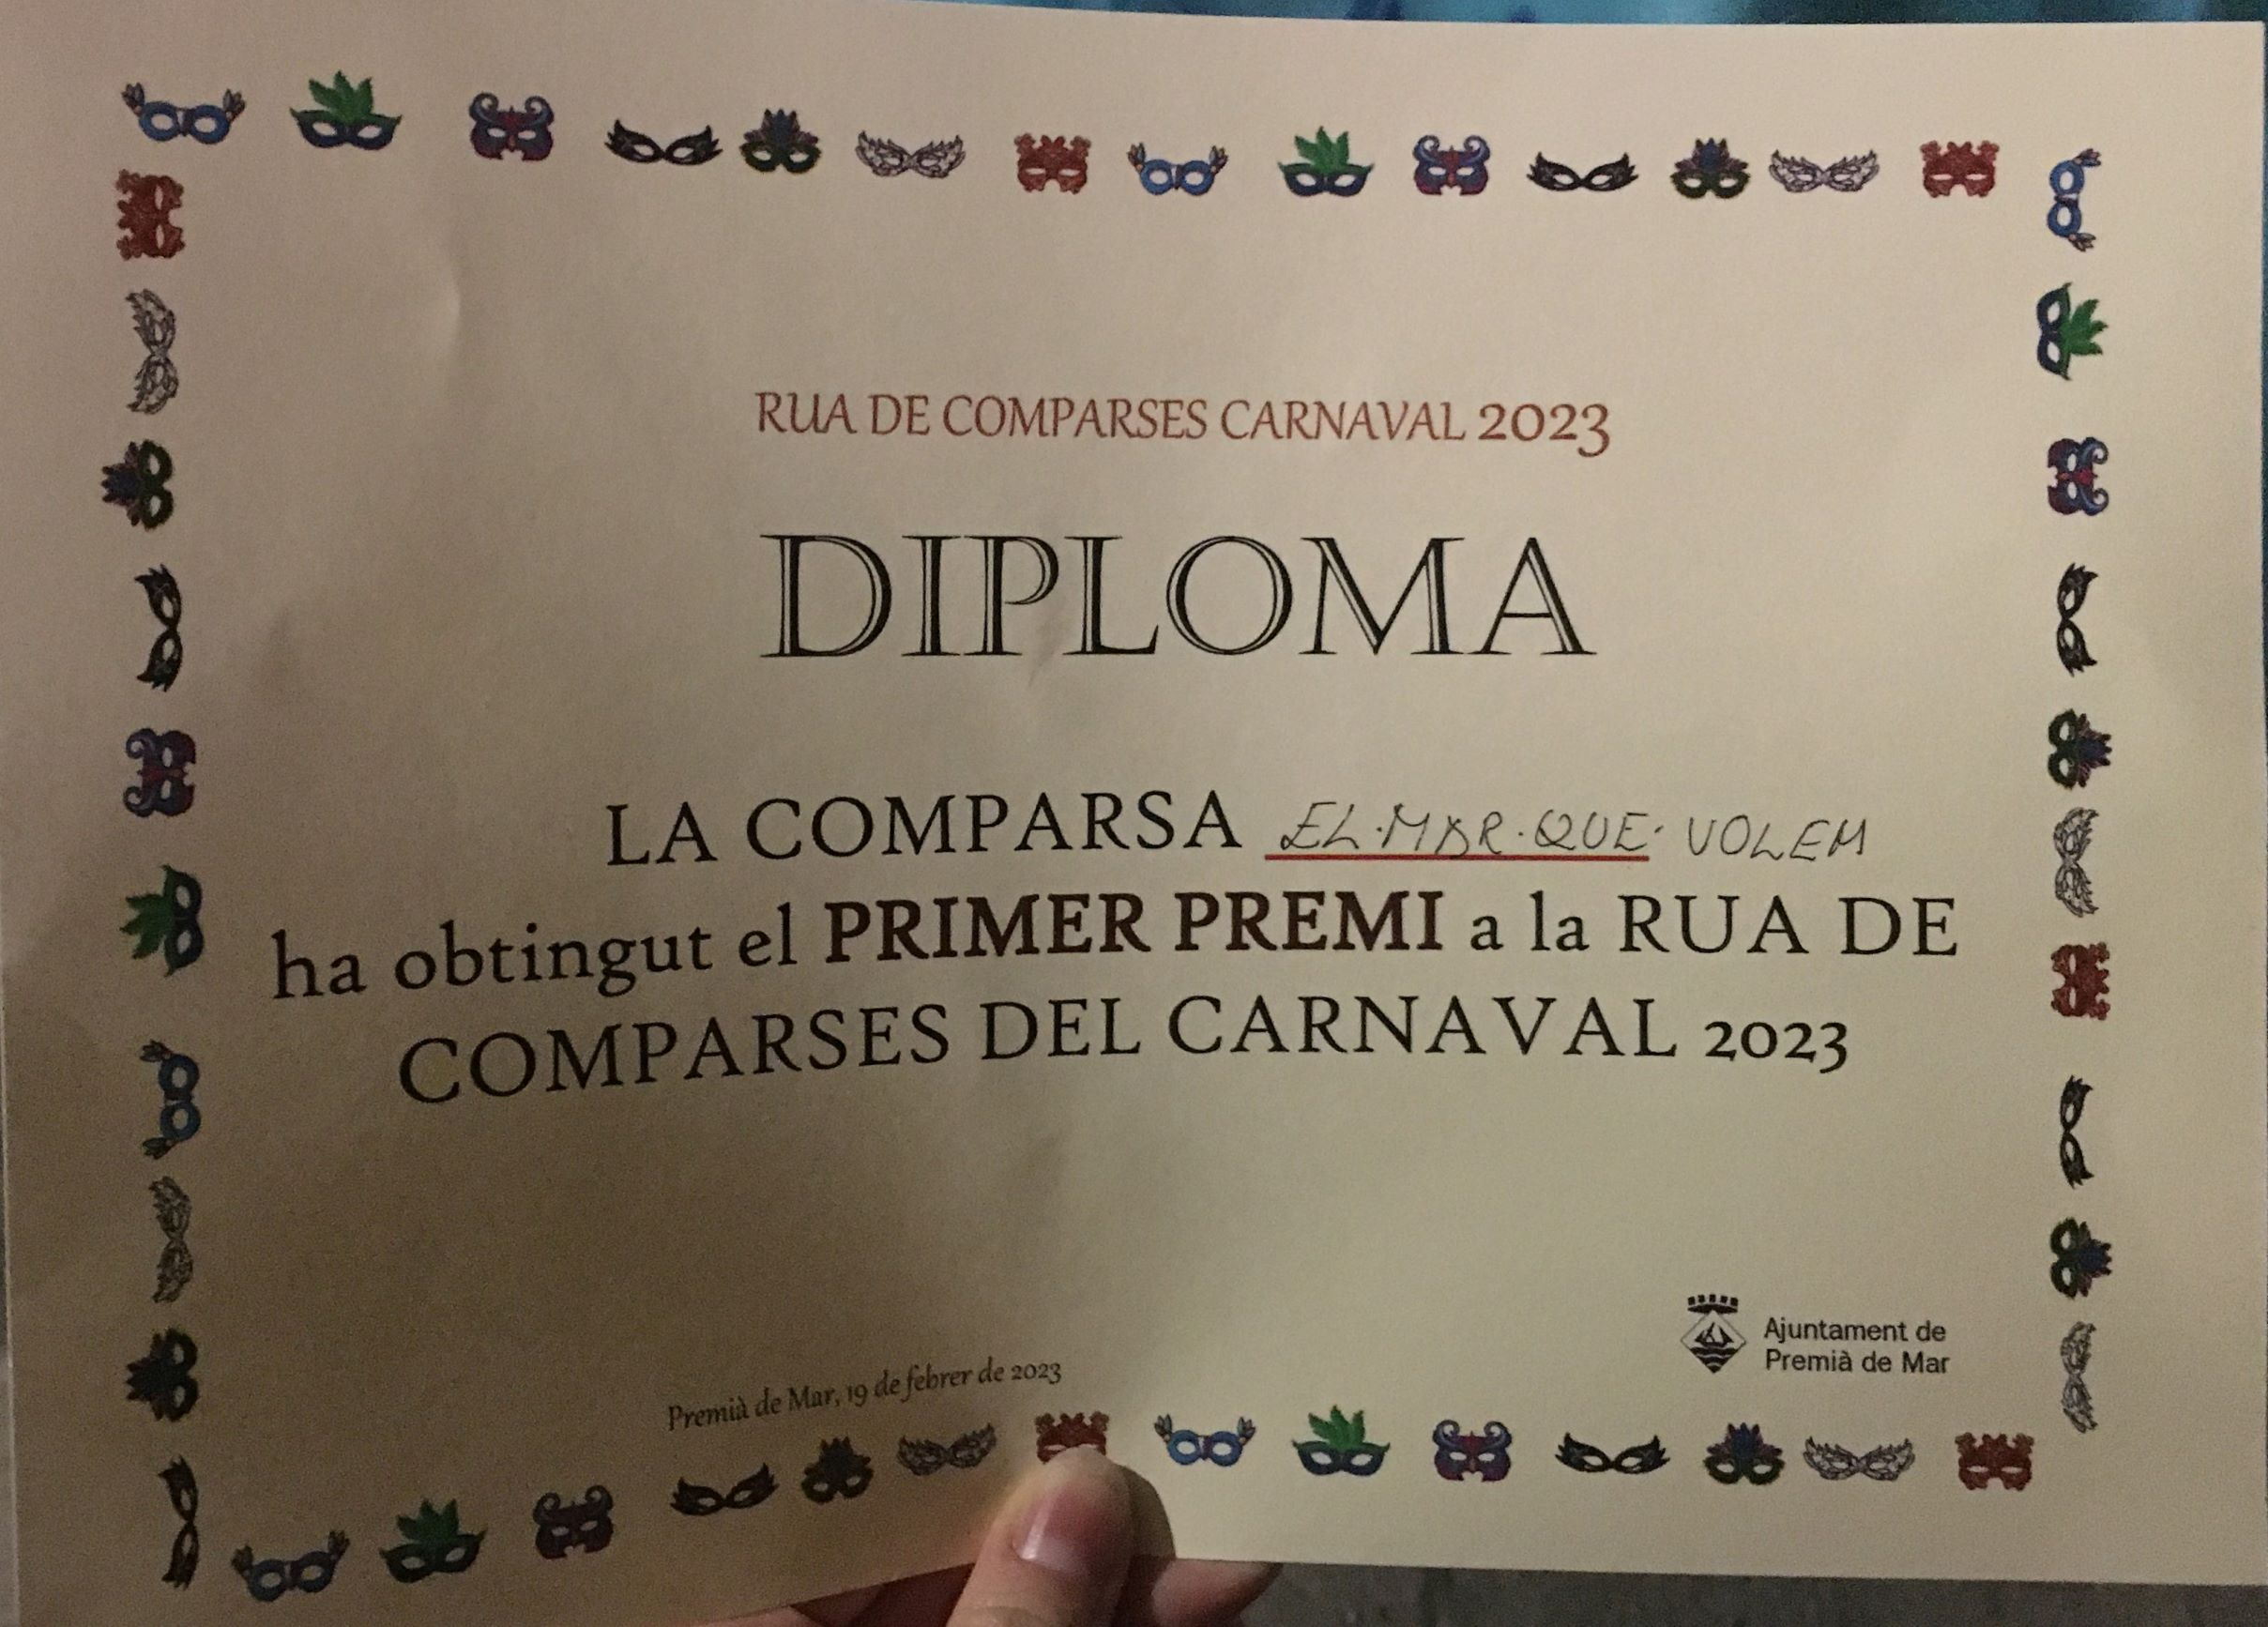 RUA DE COMPARSES CARNAVAL 2023
DIPLOMA
LA COMPARSA EL·MAR·QUE· VOLEM
ha obtingut el PRIMER PREMI a la RUA DE
COMPARSES DEL CARNAVAL 2023
Ajuntament de
Premià de Mar
Premià de Mar, 19 de febrer de 2023